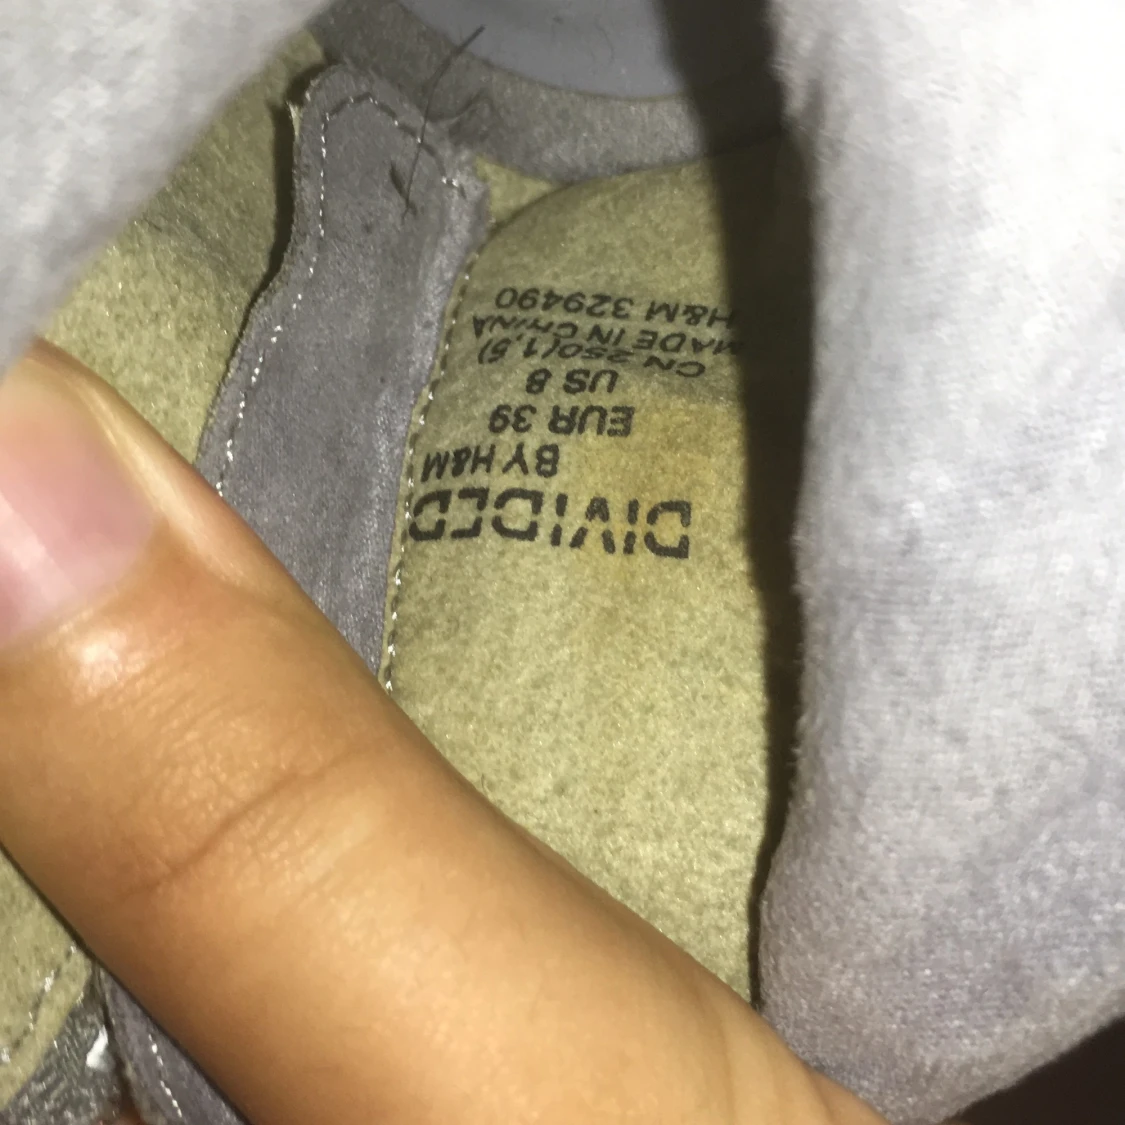 DIVIDED
BY H&M
EUR 39
US 8
CN 250(1,5)
MADE IN CHINA
H&M 329490